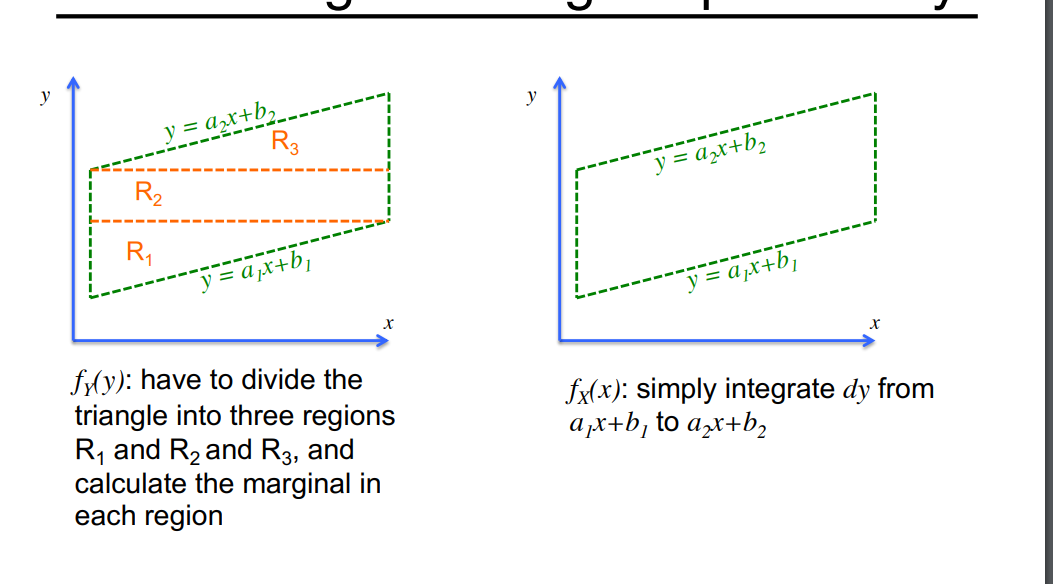 y
y = a₂x+b₂
R₃
R₂
R₁
y = a₁x+b₁
x
f_Y(y): have to divide the
triangle into three regions
R₁ and R₂ and R₃, and
calculate the marginal in
each region
y
y = a₂x+b₂
y = a₁x+b₁
x
f_X(x): simply integrate dy from
a₁x+b₁ to a₂x+b₂